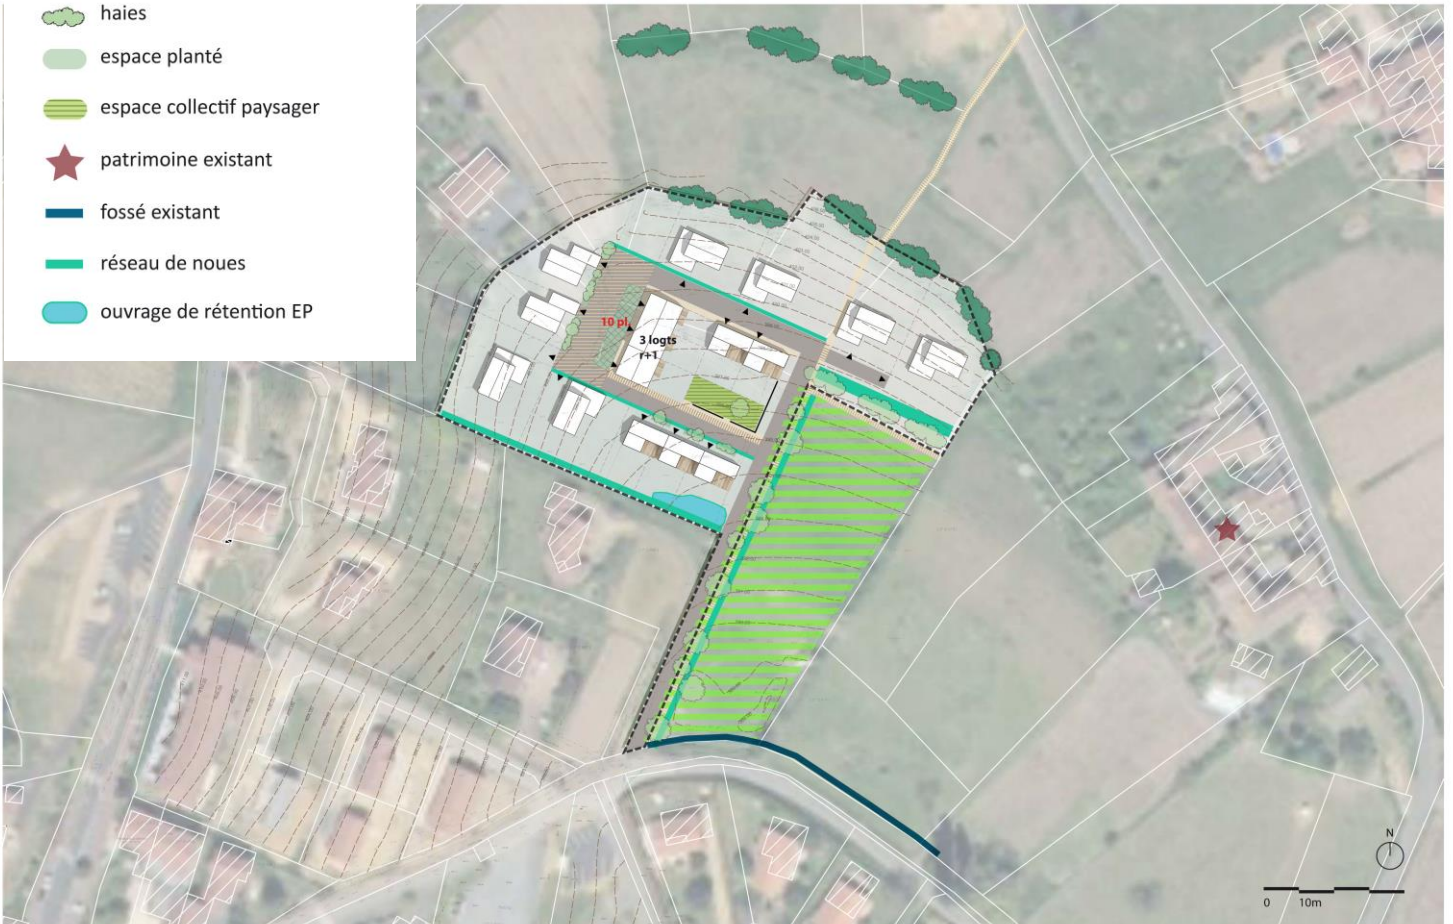 haies
espace planté
espace collectif paysager
patrimoine existant
fossé existant
réseau de noues
ouvrage de rétention EP
10 pl.
3 logts
r+1
N
0 10m